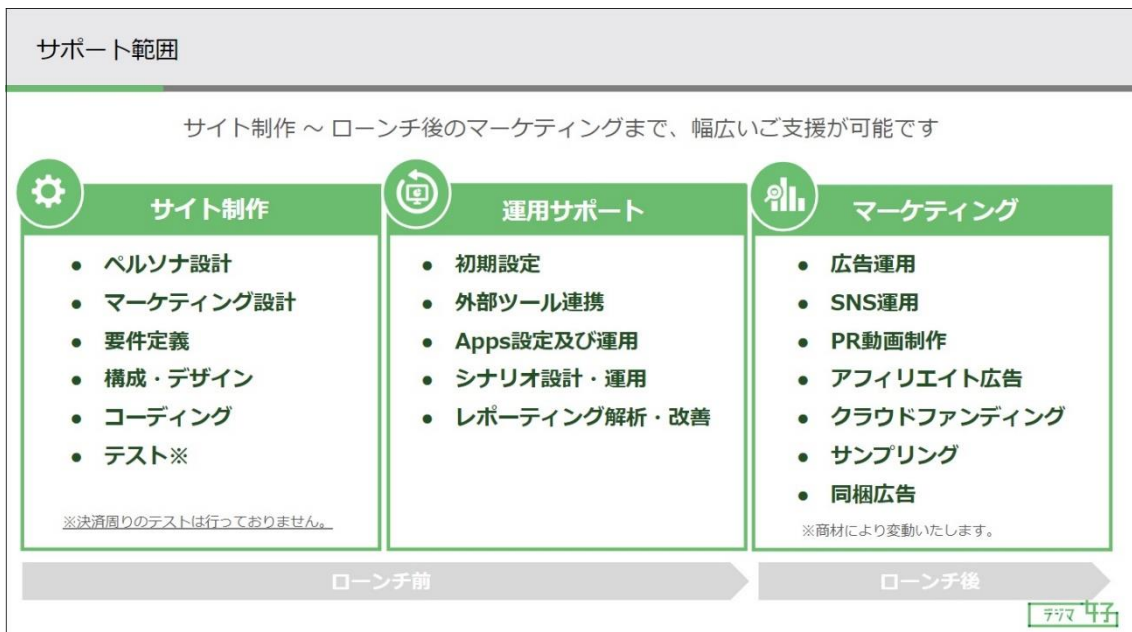 サポート範囲
サイト制作 ～ ローンチ後のマーケティングまで、幅広いご支援が可能です
サイト制作
● ペルソナ設計
● マーケティング設計
● 要件定義
● 構成・デザイン
● コーディング
● テスト※
※決済周りのテストは行っておりません。
運用サポート
● 初期設定
● 外部ツール連携
● Apps設定及び運用
● シナリオ設計・運用
● レポーティング解析・改善
マーケティング
● 広告運用
● SNS運用
● PR動画制作
● アフィリエイト広告
● クラウドファンディング
● サンプリング
● 同梱広告
※商材により変動いたします。
ローンチ前
ローンチ後
デジマ女子